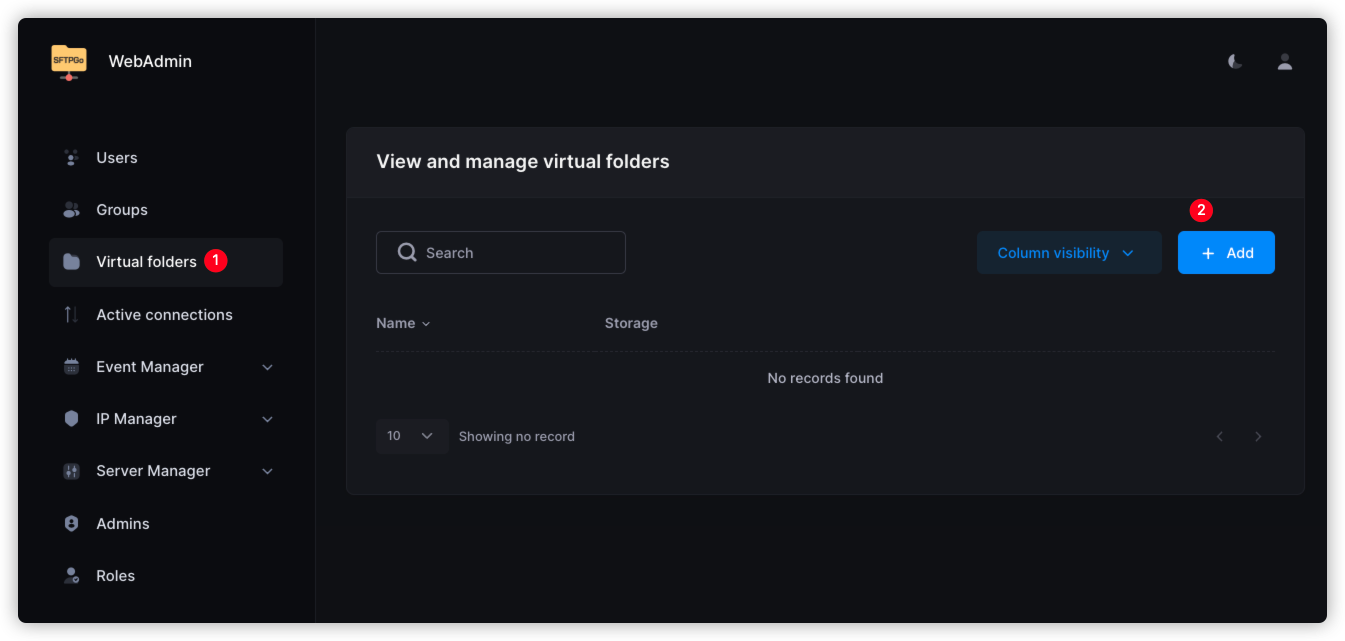 SFTPGo
WebAdmin
Users
Groups
Virtual folders 1
Active connections
Event Manager
IP Manager
Server Manager
Admins
Roles
View and manage virtual folders
2
Search
Column visibility
+ Add
Name
Storage
No records found
10
Showing no record